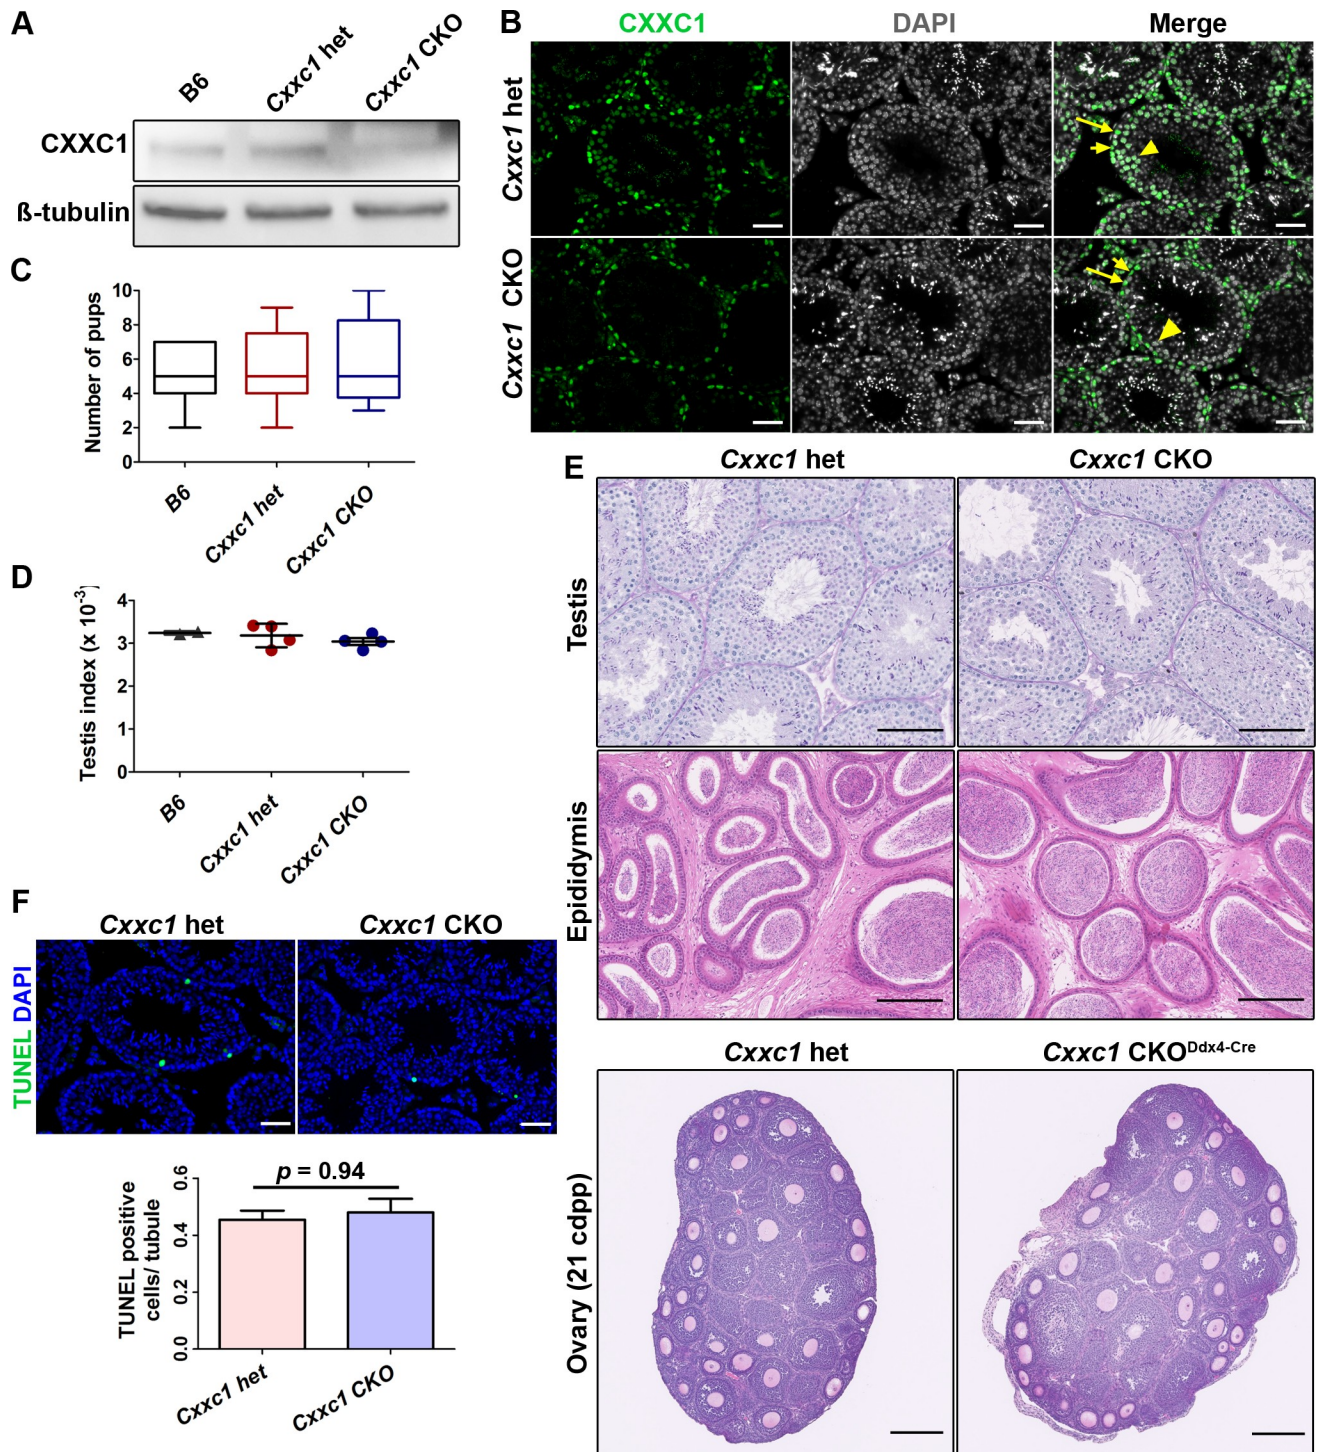 A
B6
Cxxc1 het
Cxxc1 CKO
CXXC1
ß-tubulin
B
CXXC1
DAPI
Merge
Cxxc1 het
Cxxc1 CKO
C
Number of pups
10
8
6
4
2
0
B6
Cxxc1 het
Cxxc1 CKO
D
Testis index (x 10-3)
4
3
2
1
0
B6
Cxxc1 het
Cxxc1 CKO
E
Cxxc1 het
Cxxc1 CKO
Testis
Epididymis
Cxxc1 het
Cxxc1 CKODdx4-Cre
Ovary (21 cdpp)
F
Cxxc1 het
Cxxc1 CKO
TUNEL DAPI
p = 0.94
TUNEL positive
cells/ tubule
0.6
0.4
0.2
0.0
Cxxc1 het
Cxxc1 CKO